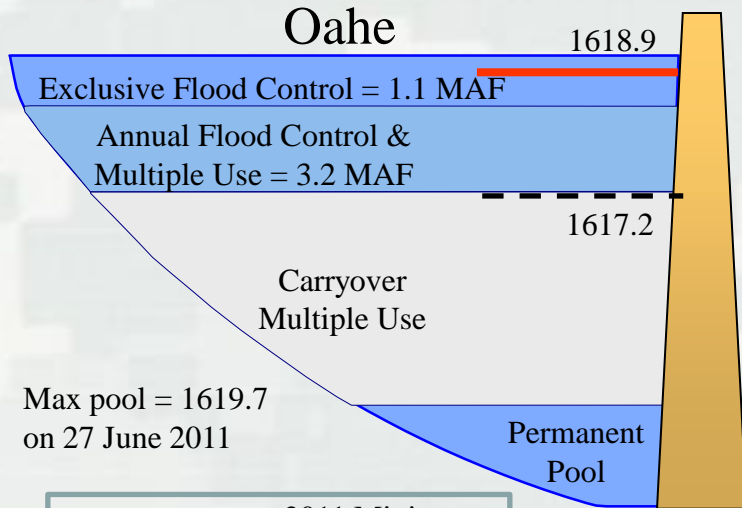 Oahe
1618.9
Exclusive Flood Control = 1.1 MAF
Annual Flood Control &
Multiple Use = 3.2 MAF
1617.2
Carryover
Multiple Use
Max pool = 1619.7
on 27 June 2011
Permanent
Pool
2011